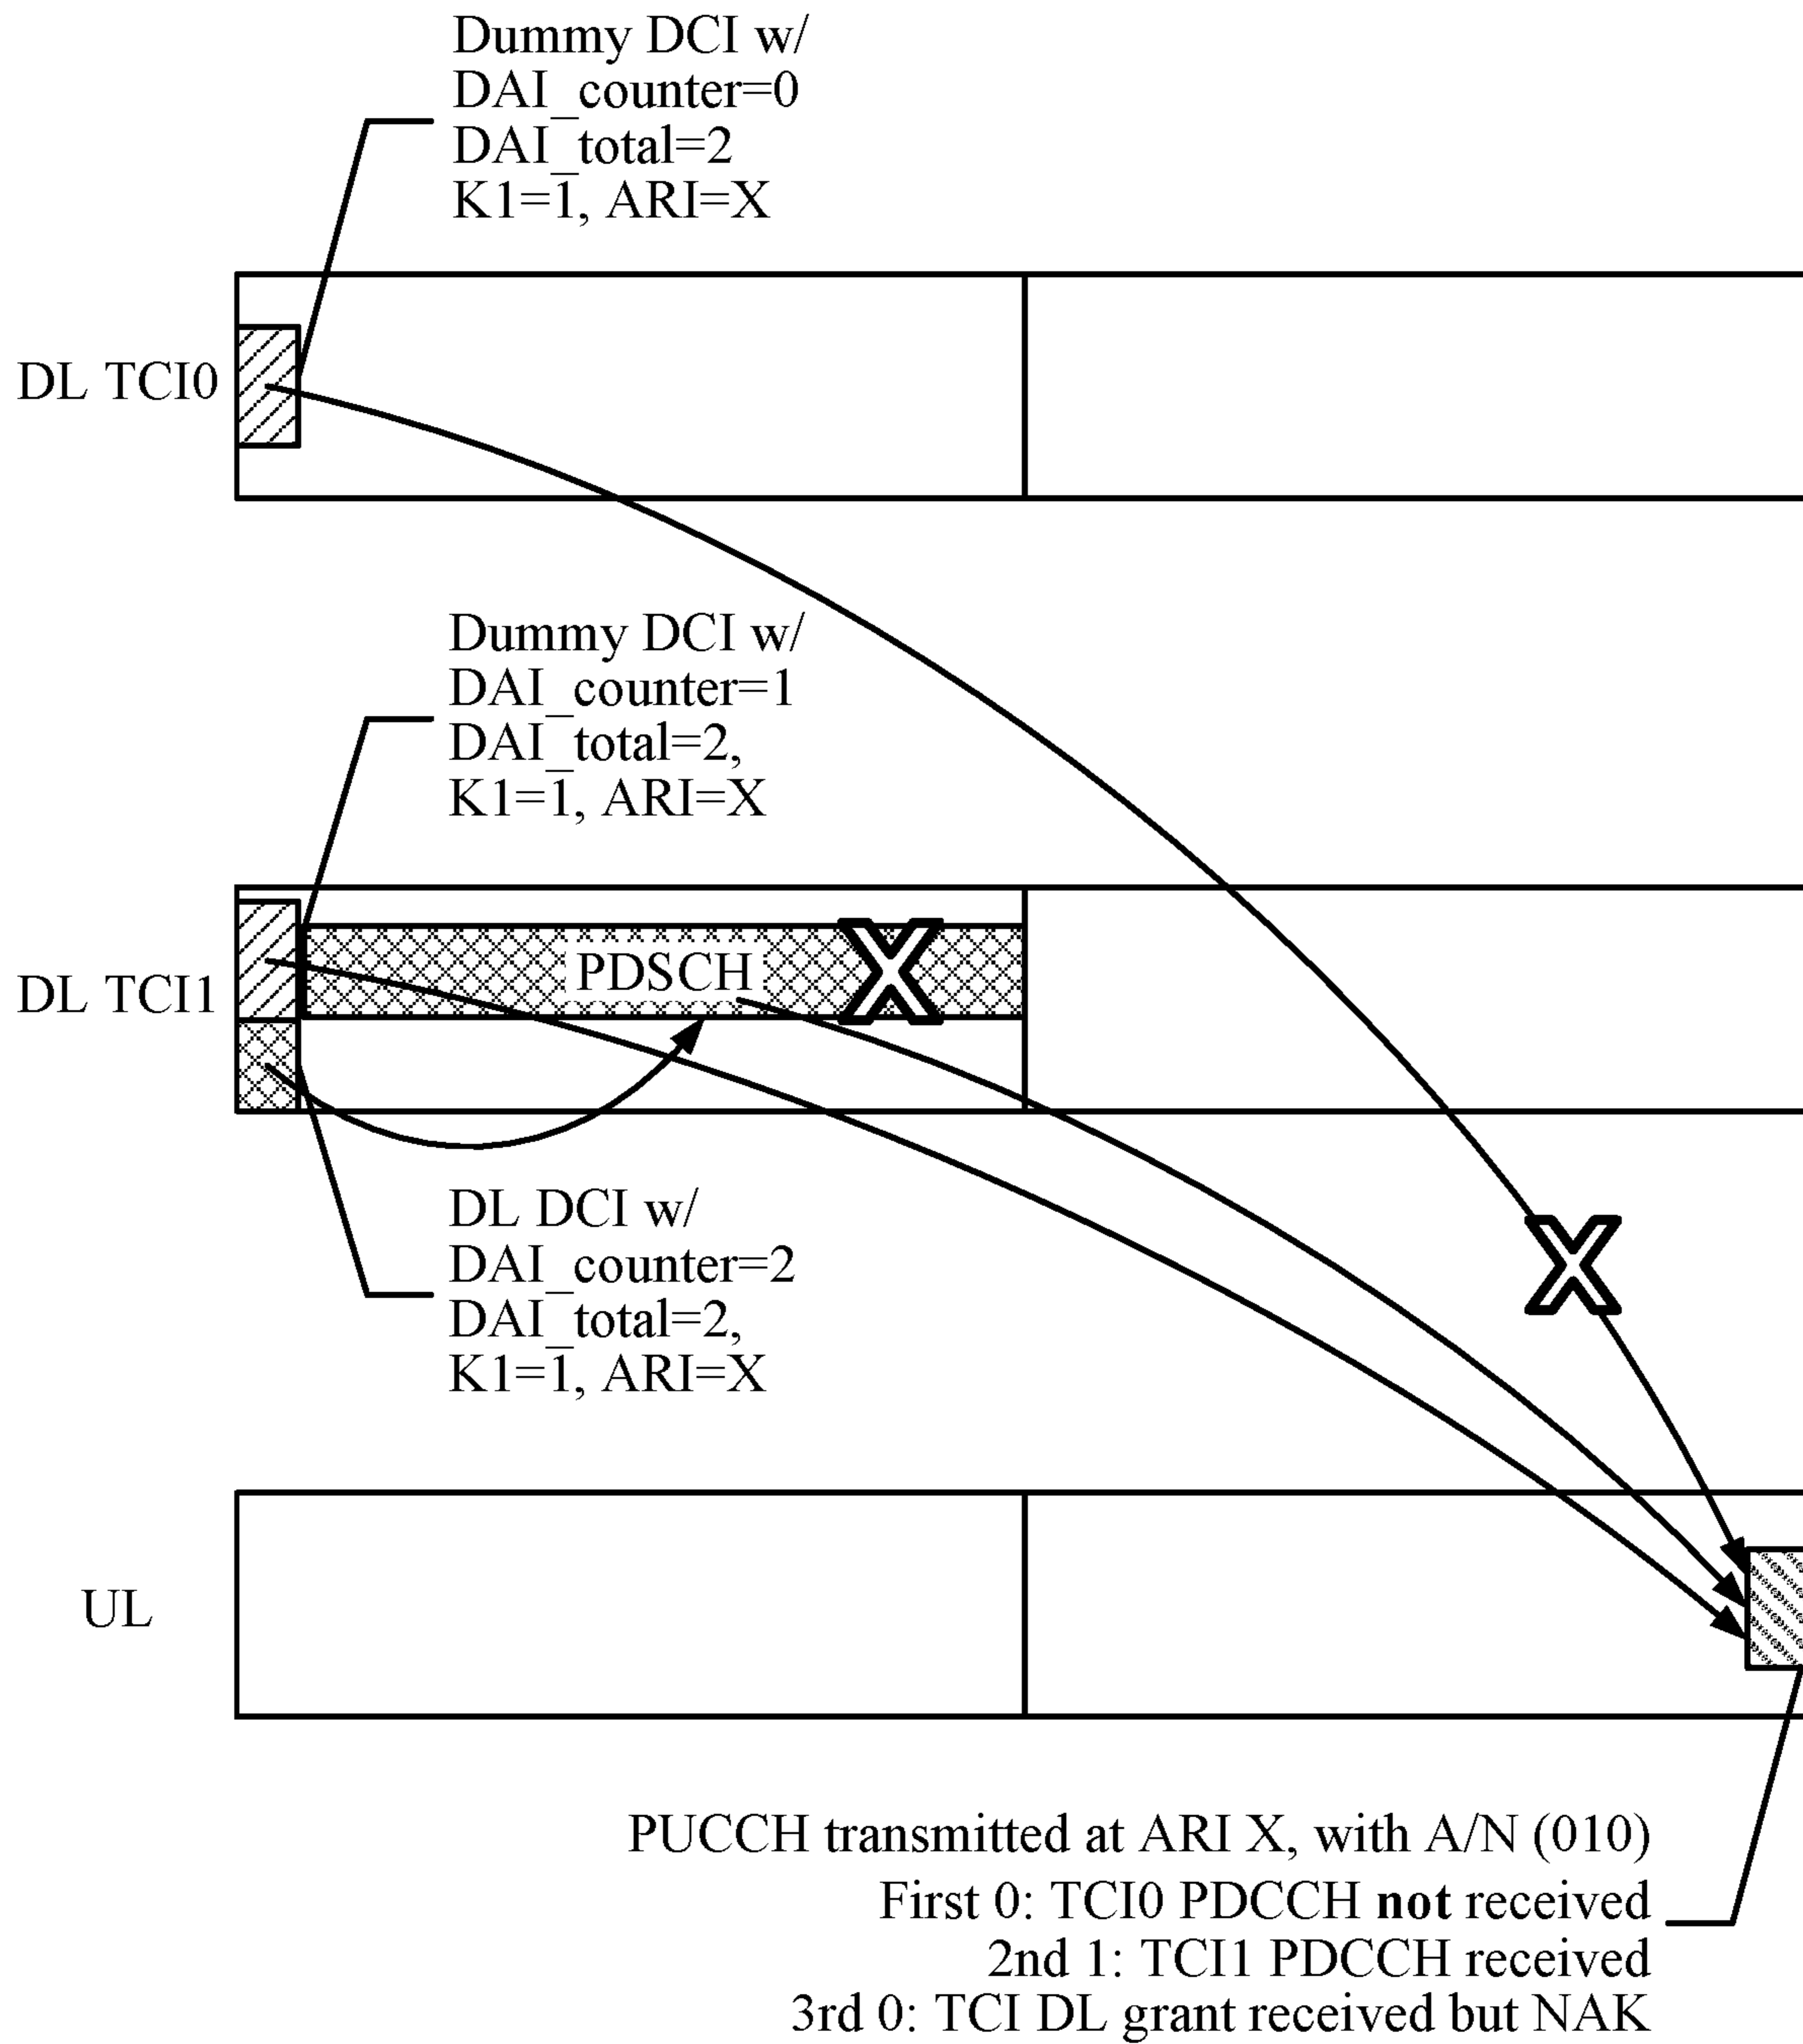 Dummy DCI w/
DAI_counter=0
DAI_total=2
K1=1, ARI=X
DL TCI0
Dummy DCI w/
DAI_counter=1
DAI_total=2,
K1=1, ARI=X
DL TCI1
PDSCH
X
DL DCI w/
DAI_counter=2
DAI_total=2,
K1=1, ARI=X
X
UL
PUCCH transmitted at ARI X, with A/N (010)
First 0: TCI0 PDCCH not received
2nd 1: TCI1 PDCCH received
3rd 0: TCI DL grant received but NAK